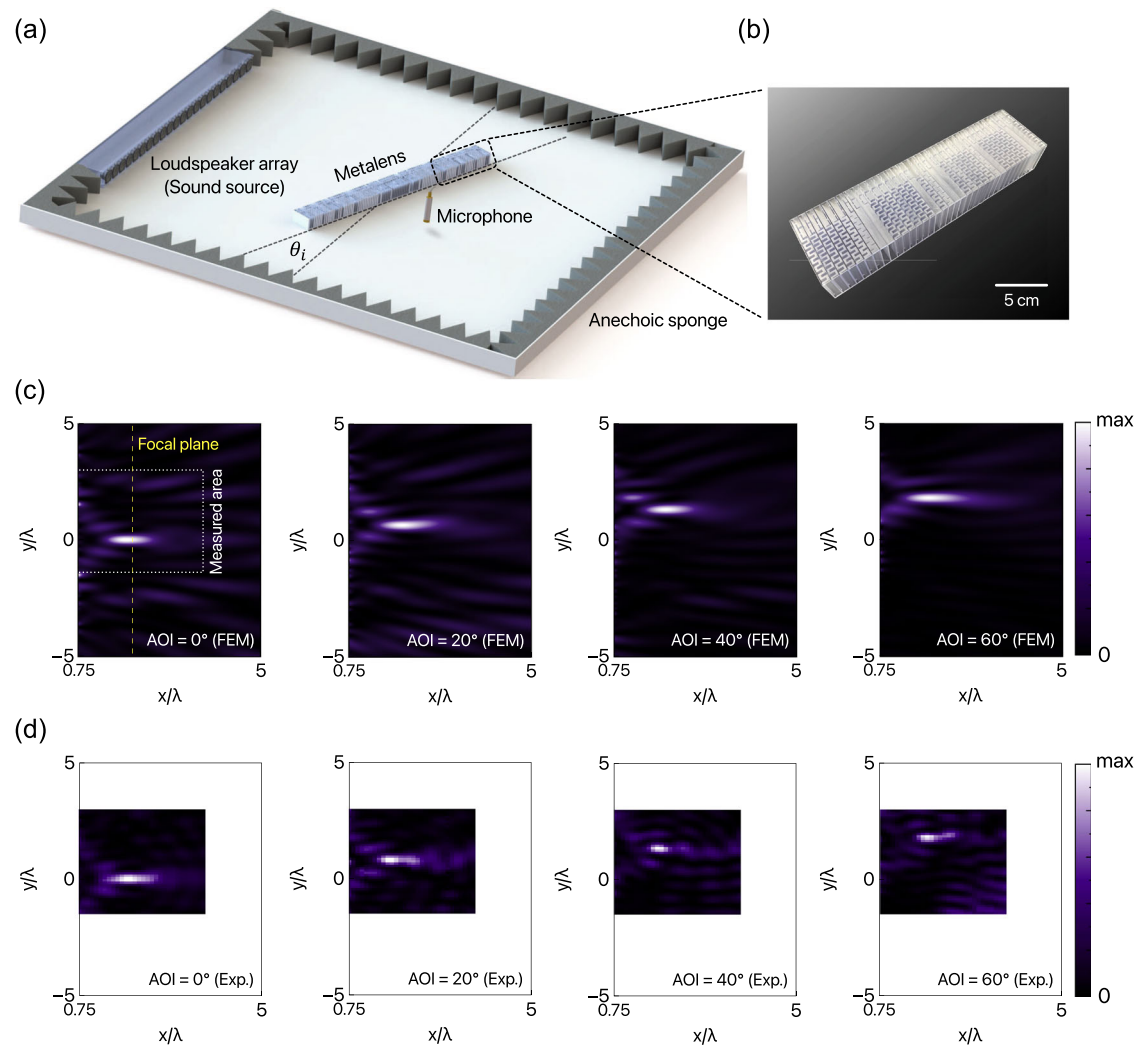 (a)
(b)
Loudspeaker array
(Sound source)
Metalens
Microphone
θᵢ
Anechoic sponge
5 cm
(c)
5
0
−5
y/λ
0.75
5
x/λ
Focal plane
Measured area
AOI = 0° (FEM)
5
0
−5
y/λ
0.75
5
x/λ
AOI = 20° (FEM)
5
0
−5
y/λ
0.75
5
x/λ
AOI = 40° (FEM)
5
0
−5
y/λ
0.75
5
x/λ
AOI = 60° (FEM)
max
0
(d)
5
0
−5
y/λ
0.75
5
x/λ
AOI = 0° (Exp.)
5
0
−5
y/λ
0.75
5
x/λ
AOI = 20° (Exp.)
5
0
−5
y/λ
0.75
5
x/λ
AOI = 40° (Exp.)
5
0
−5
y/λ
0.75
5
x/λ
AOI = 60° (Exp.)
max
0